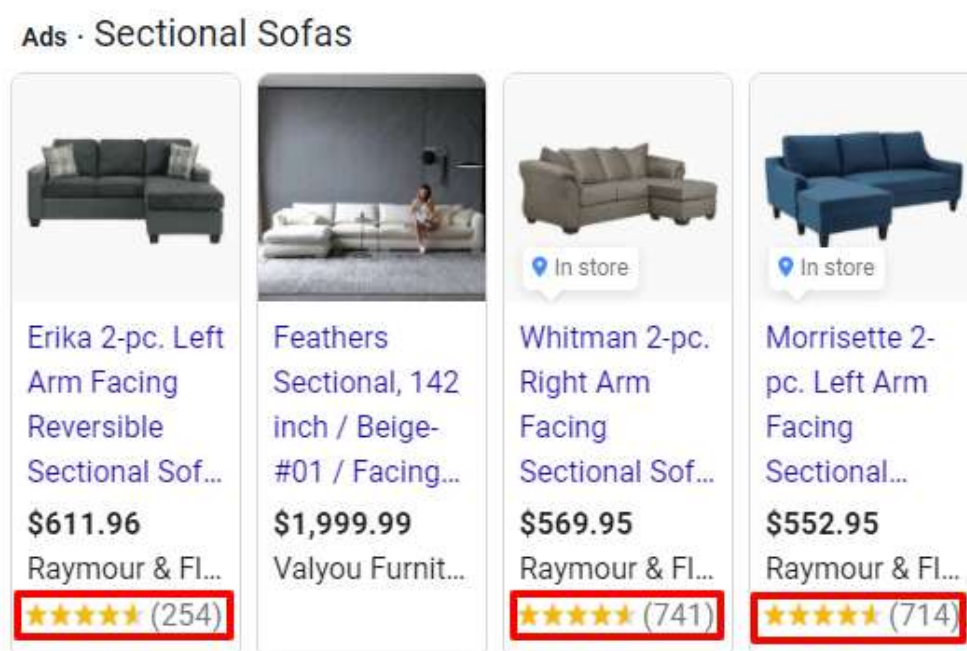 Ads · Sectional Sofas
In store
In store
Erika 2-pc. Left
Arm Facing
Reversible
Sectional Sof...
$611.96
Raymour & Fl...
(254)
Feathers
Sectional, 142
inch / Beige-
#01 / Facing...
$1,999.99
Valyou Furnit...
Whitman 2-pc.
Right Arm
Facing
Sectional Sof...
$569.95
Raymour & Fl...
(741)
Morrisette 2-
pc. Left Arm
Facing
Sectional...
$552.95
Raymour & Fl...
(714)